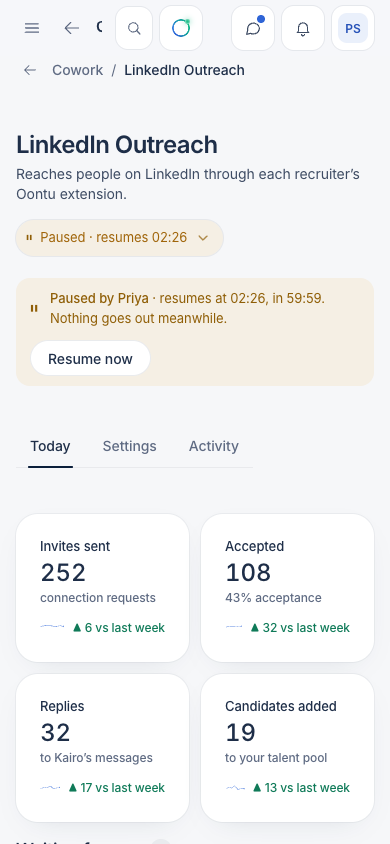 PS
Cowork / LinkedIn Outreach
LinkedIn Outreach
Reaches people on LinkedIn through each recruiter’s
Oontu extension.
Paused · resumes 02:26
Paused by Priya · resumes at 02:26, in 59:59.
Nothing goes out meanwhile.
Resume now
Today Settings Activity
Invites sent
252
connection requests
▲ 6 vs last week
Accepted
108
43% acceptance
▲ 32 vs last week
Replies
32
to Kairo’s messages
▲ 17 vs last week
Candidates added
19
to your talent pool
▲ 13 vs last week